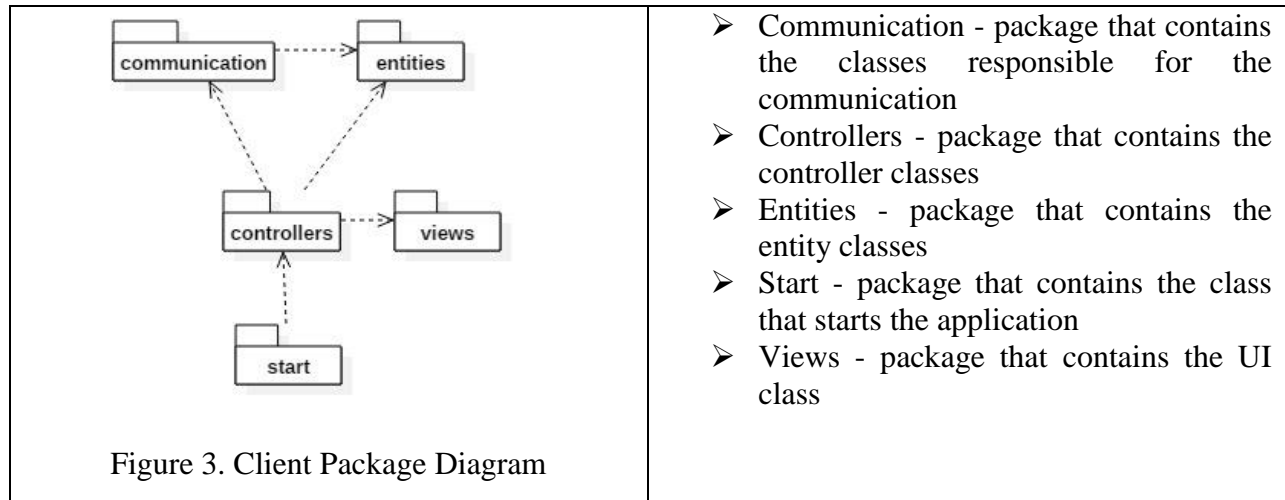 communication
entities
controllers
views
start
Figure 3. Client Package Diagram
➢ Communication - package that contains
the classes responsible for the
communication
➢ Controllers - package that contains the
controller classes
➢ Entities - package that contains the
entity classes
➢ Start - package that contains the class
that starts the application
➢ Views - package that contains the UI
class